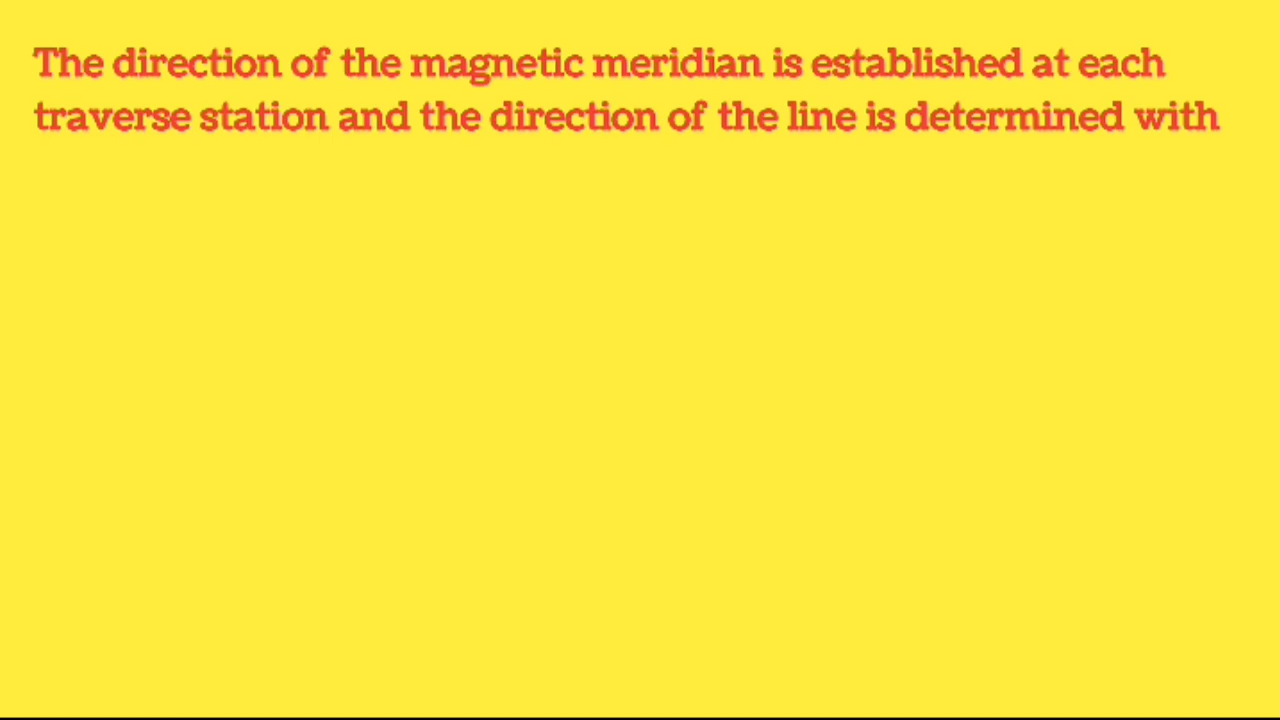 The direction of the magnetic meridian is established at each
traverse station and the direction of the line is determined with